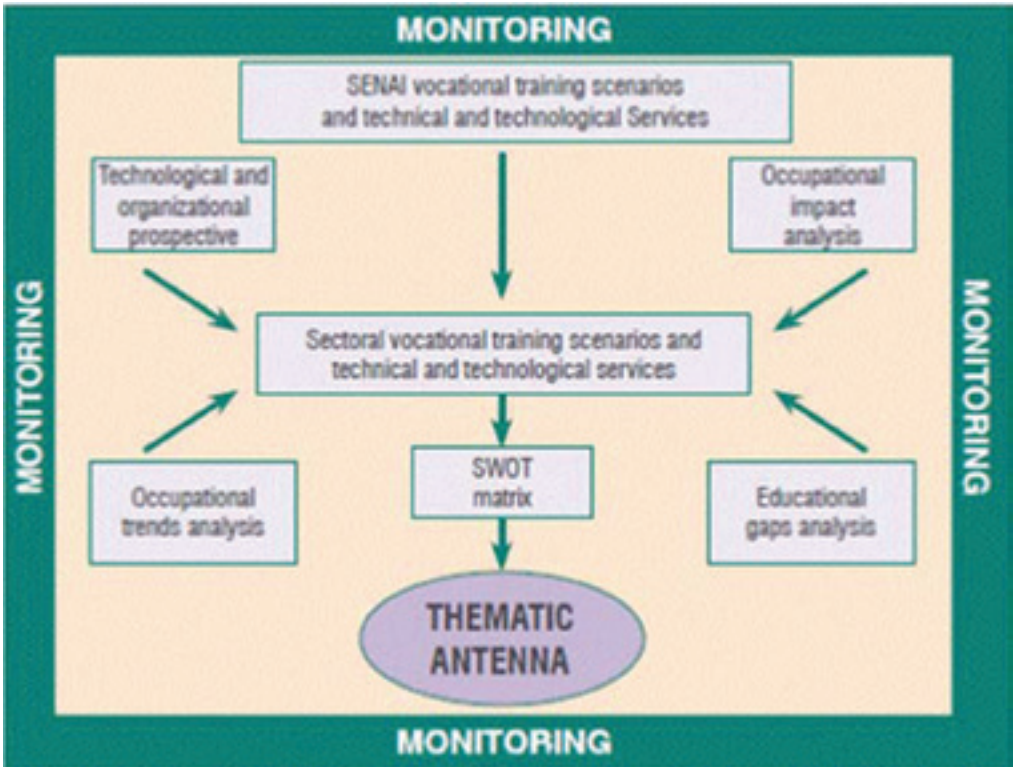 MONITORING
SENAI vocational training scenarios
and technical and technological Services
Technological and
organizational
prospective
Occupational
impact
analysis
MONITORING
MONITORING
Sectoral vocational training scenarios and
technical and technological services
Occupational
trends analysis
SWOT
matrix
Educational
gaps analysis
THEMATIC
ANTENNA
MONITORING